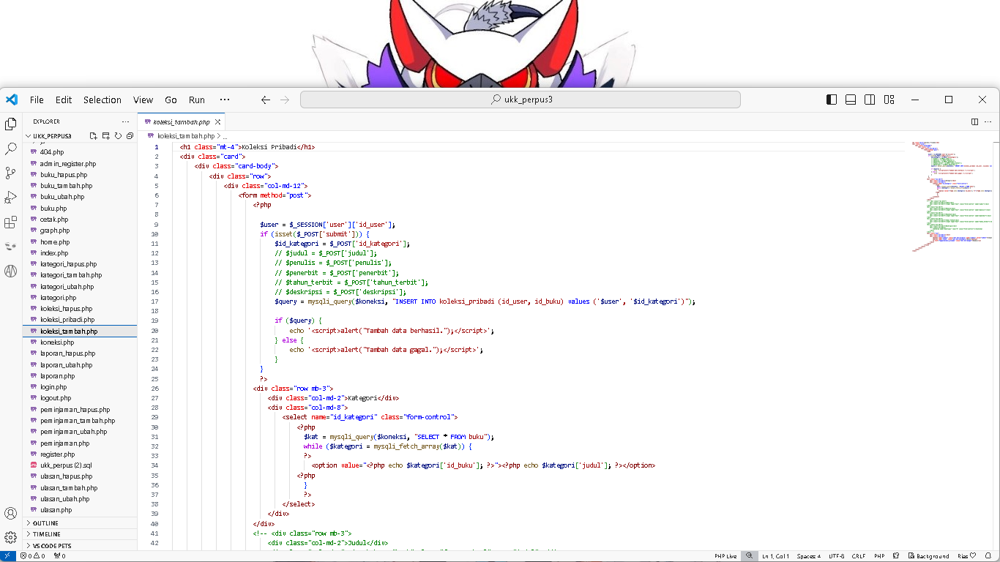 File Edit Selection View Go Run ··· ukk_perpus3
EXPLORER ···
koleksi_tambah.php
UKK_PERPUS3
koleksi_tambah.php > ...
404.php
admin_register.php
buku_hapus.php
buku_tambah.php
buku_ubah.php
buku.php
cetak.php
graph.php
home.php
index.php
kategori_hapus.php
kategori_tambah.php
kategori_ubah.php
kategori.php
koleksi_hapus.php
koleksi_pribadi.php
koleksi_tambah.php
koneksi.php
laporan_hapus.php
laporan_ubah.php
laporan.php
login.php
logout.php
peminjaman_hapus.php
peminjaman_tambah.php
peminjaman_ubah.php
peminjaman.php
register.php
ukk_perpus (2).sql
ulasan_hapus.php
ulasan_tambah.php
ulasan_ubah.php
ulasan.php
OUTLINE
TIMELINE
VS CODE PETS
1 <h1 class="mt-4">Koleksi Pribadi</h1>
2 <div class="card">
3 <div class="card-body">
4 <div class="row">
5 <div class="col-md-12">
6 <form method="post">
7 <?php
8
9 $user = $_SESSION['user']['id_user'];
10 if (isset($_POST['submit'])) {
11 $id_kategori = $_POST['id_kategori'];
12 // $judul = $_POST['judul'];
13 // $penulis = $_POST['penulis'];
14 // $penerbit = $_POST['penerbit'];
15 // $tahun_terbit = $_POST['tahun_terbit'];
16 // $deskripsi = $_POST['deskripsi'];
17 $query = mysqli_query($koneksi, "INSERT INTO koleksi_pribadi (id_user, id_buku) values ('$user', '$id_kategori')");
18
19 if ($query) {
20 echo '<script>alert("Tambah data berhasil.");</script>';
21 } else {
22 echo '<script>alert("Tambah data gagal.");</script>';
23 }
24 }
25 ?>
26 <div class="row mb-3">
27 <div class="col-md-2">Kategori</div>
28 <div class="col-md-8">
29 <select name="id_kategori" class="form-control">
30 <?php
31 $kat = mysqli_query($koneksi, "SELECT * FROM buku");
32 while ($kategori = mysqli_fetch_array($kat)) {
33 ?>
34 <option value="<?php echo $kategori['id_buku']; ?>"><?php echo $kategori['judul']; ?></option>
35 <?php
36 }
37 ?>
38 </select>
39 </div>
40 </div>
41 <!-- <div class="row mb-3">
42 <div class="col-md-2">Judul</div>
0 0 0 PHP Live Ln 1, Col 1 Spaces 4 UTF-8 CRLF PHP Background Rias